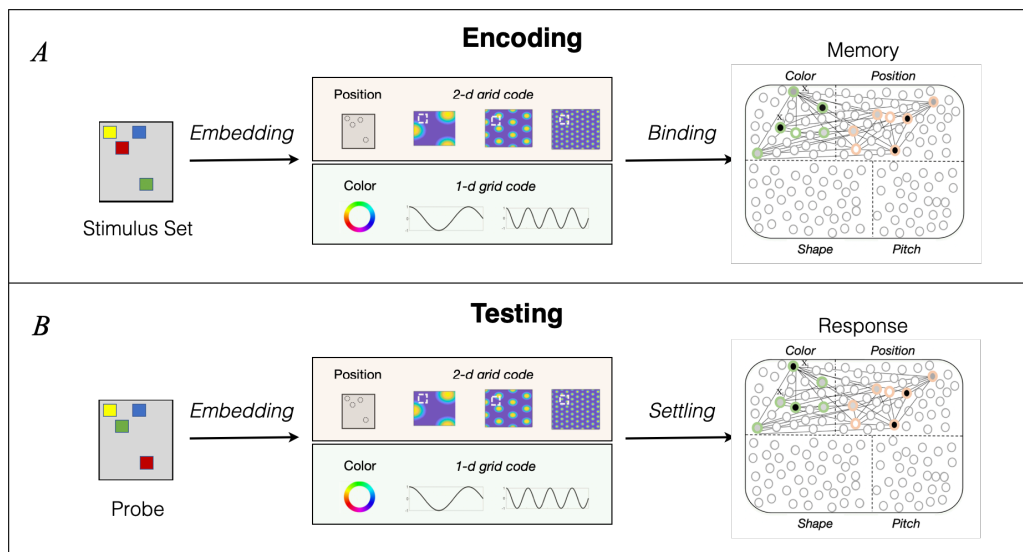 A
Encoding
Memory
Embedding
Position
2-d grid code
Color
1-d grid code
Binding
Color
Position
x
x
Shape
Pitch
Stimulus Set
B
Testing
Response
Embedding
Position
2-d grid code
Color
1-d grid code
Settling
Color
Position
x
x
Shape
Pitch
Probe